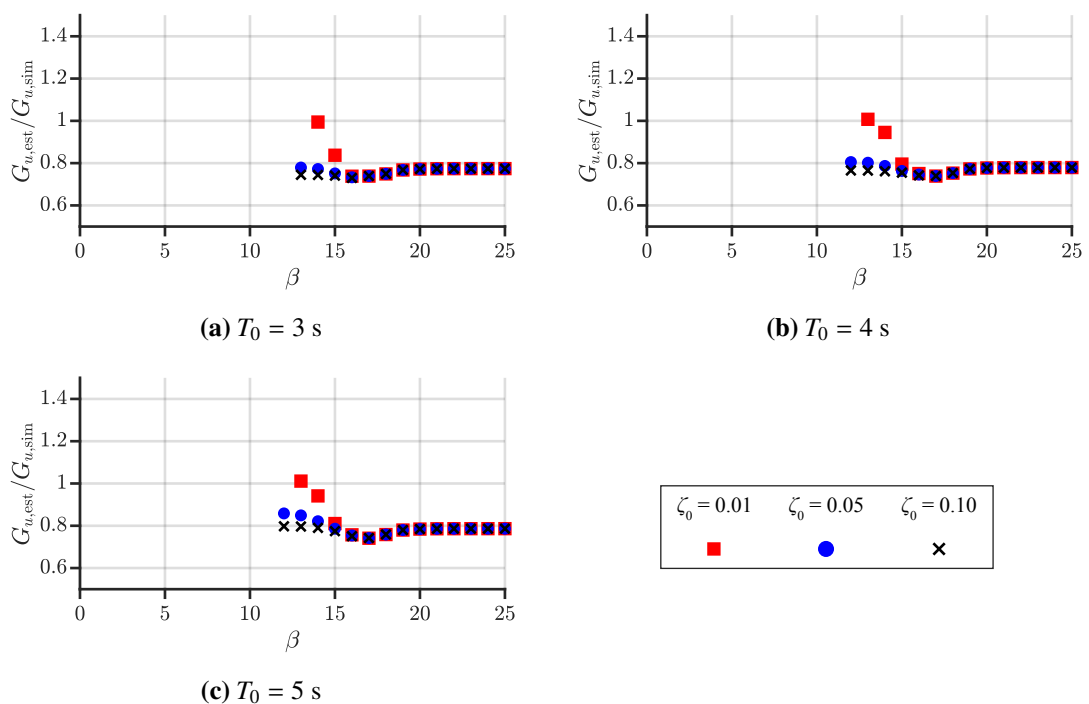 1.4
1.2
1
0.8
0.6
G_{u,est}/G_{u,sim}
0 5 10 15 20 25
β
(a) T_0 = 3 s
1.4
1.2
1
0.8
0.6
G_{u,est}/G_{u,sim}
0 5 10 15 20 25
β
(b) T_0 = 4 s
1.4
1.2
1
0.8
0.6
G_{u,est}/G_{u,sim}
0 5 10 15 20 25
β
(c) T_0 = 5 s
ζ_0 = 0.01 ζ_0 = 0.05 ζ_0 = 0.10